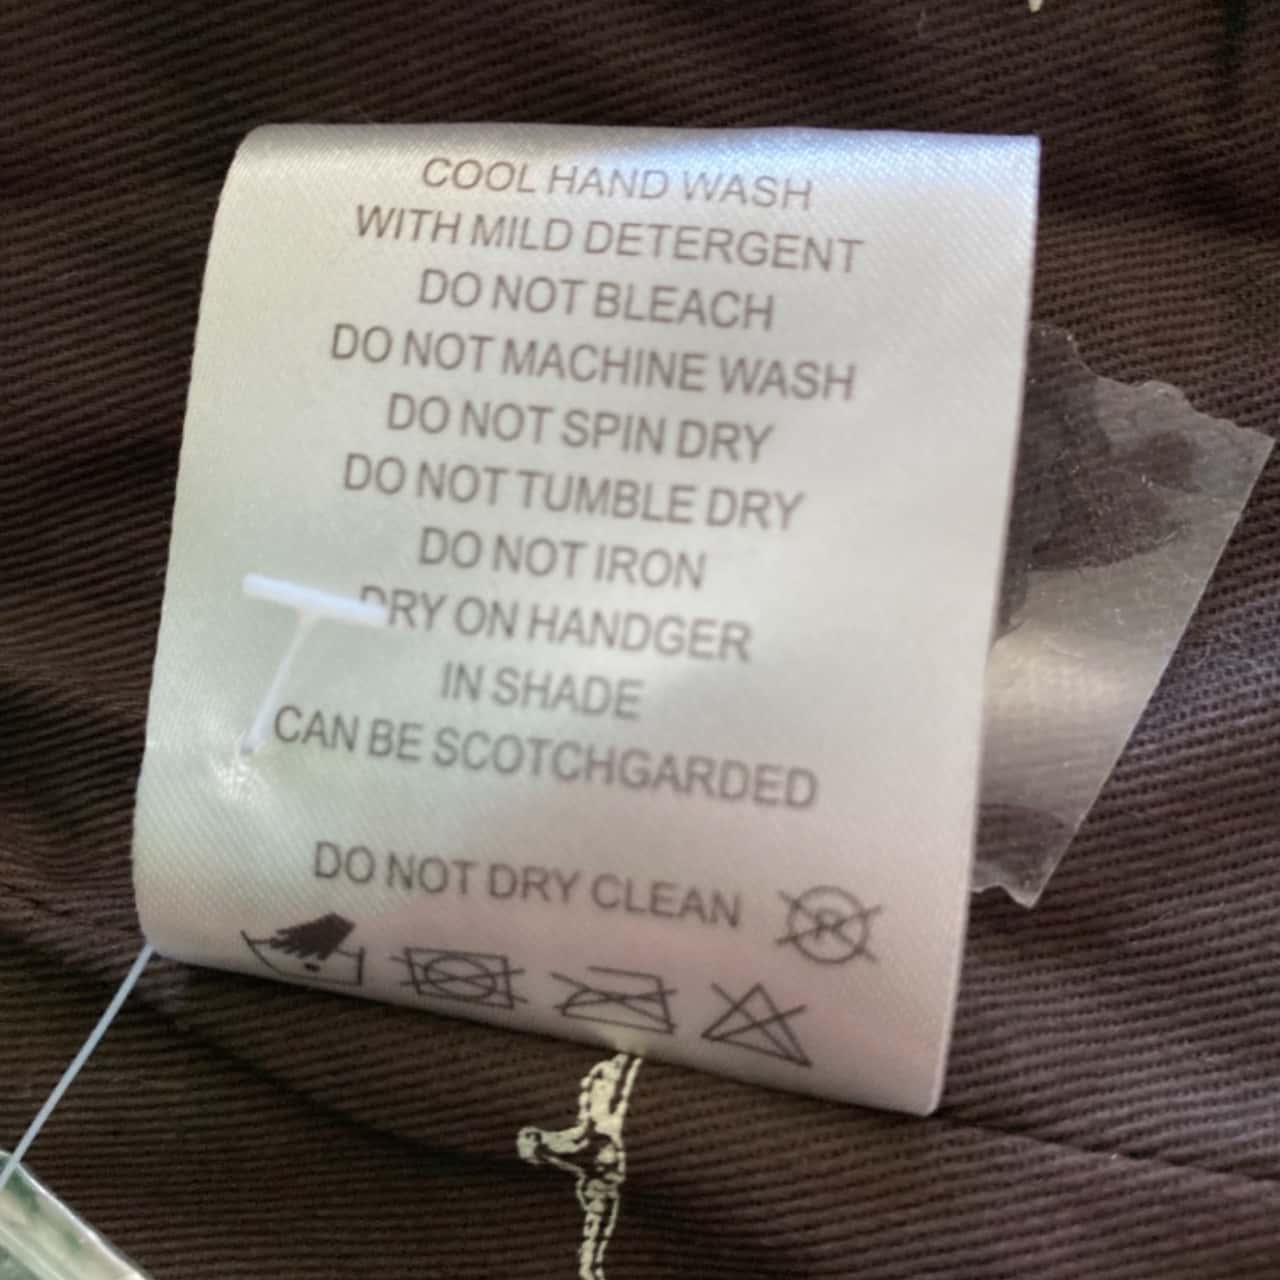 COOL HAND WASH
WITH MILD DETERGENT
DO NOT BLEACH
DO NOT MACHINE WASH
DO NOT SPIN DRY
DO NOT TUMBLE DRY
DO NOT IRON
DRY ON HANDGER
IN SHADE
CAN BE SCOTCHGARDED
DO NOT DRY CLEAN